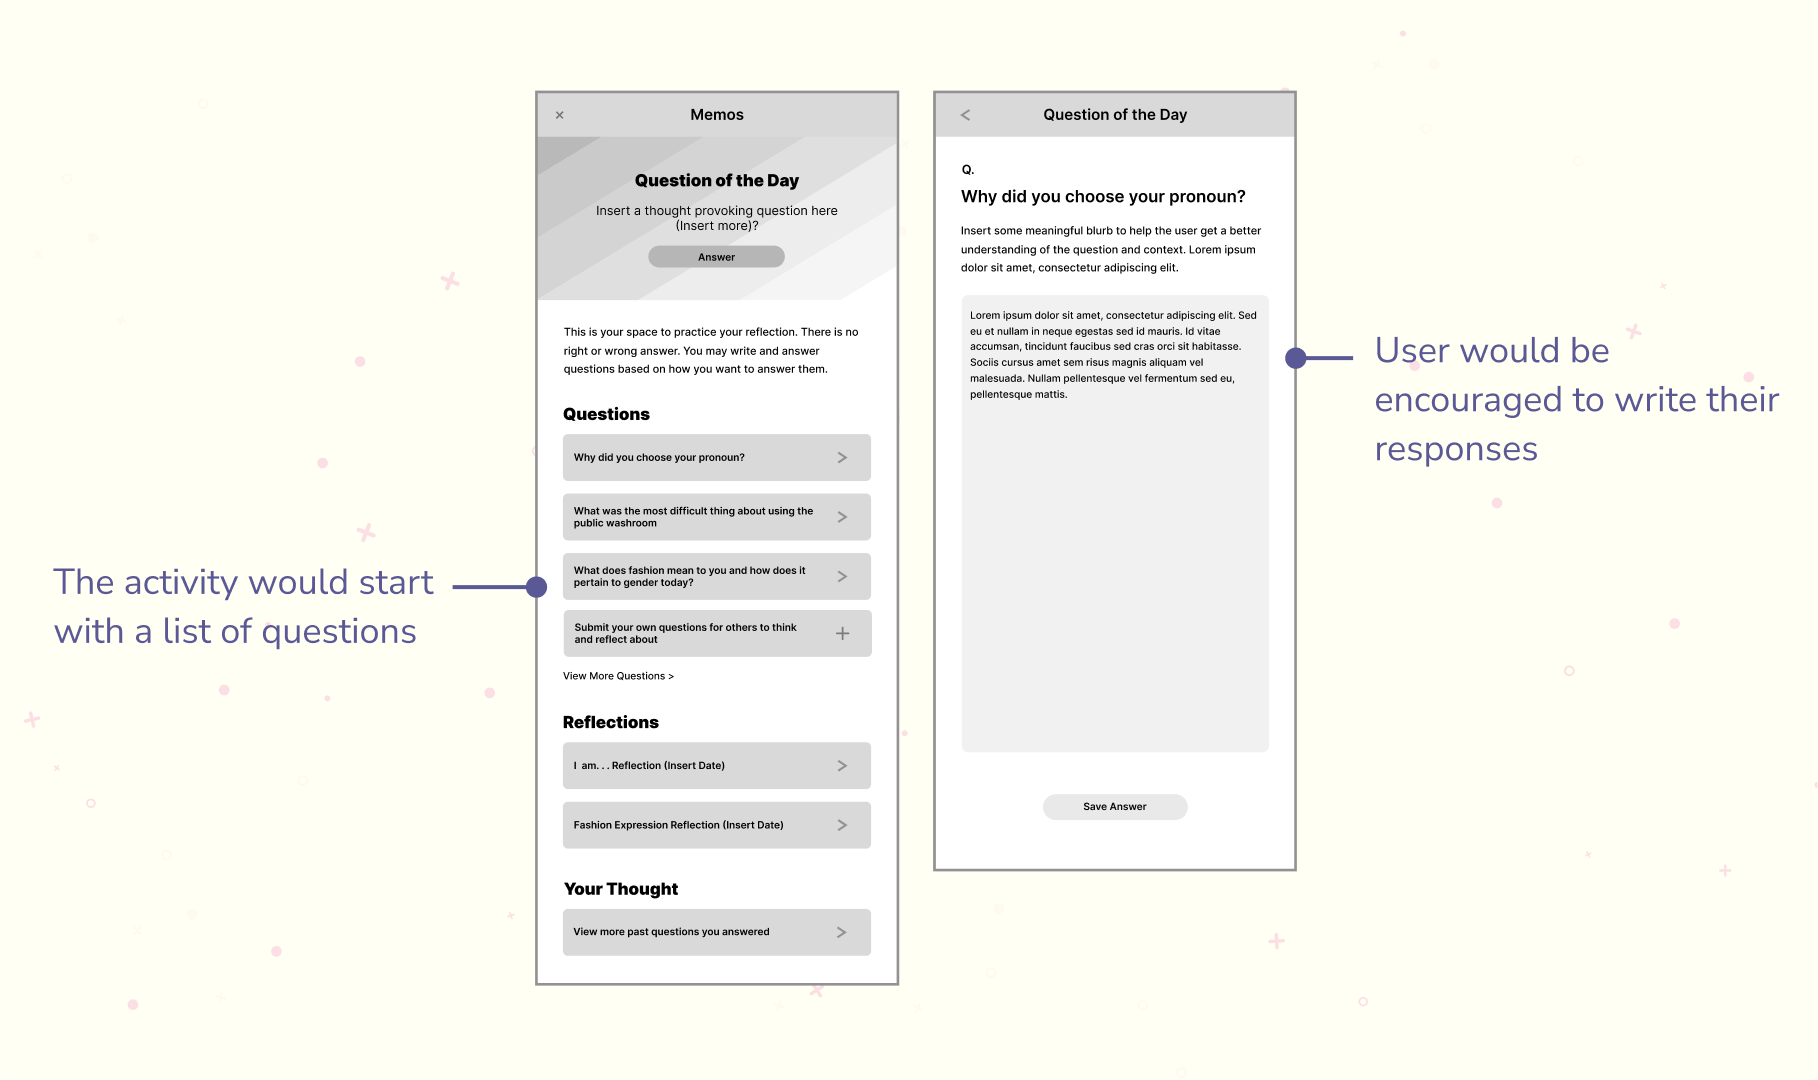 The activity would start
with a list of questions
×
Memos
Question of the Day
Insert a thought provoking question here
(Insert more)?
Answer
This is your space to practice your reflection. There is no
right or wrong answer. You may write and answer
questions based on how you want to answer them.
Questions
Why did you choose your pronoun?
>
What was the most difficult thing about using the
public washroom
>
What does fashion mean to you and how does it
pertain to gender today?
>
Submit your own questions for others to think
and reflect about
+
View More Questions >
Reflections
I am. . . Reflection (Insert Date)
>
Fashion Expression Reflection (Insert Date)
>
Your Thought
View more past questions you answered
>
<
Question of the Day
Q.
Why did you choose your pronoun?
Insert some meaningful blurb to help the user get a better
understanding of the question and context. Lorem ipsum
dolor sit amet, consectetur adipiscing elit.
Lorem ipsum dolor sit amet, consectetur adipiscing elit. Sed
eu et nullam in neque egestas sed id mauris. Id vitae
accumsan, tincidunt faucibus sed cras orci sit habitasse.
Sociis cursus amet sem risus magnis aliquam vel
malesuada. Nullam pellentesque vel fermentum sed eu,
pellentesque mattis.
Save Answer
User would be
encouraged to write their
responses